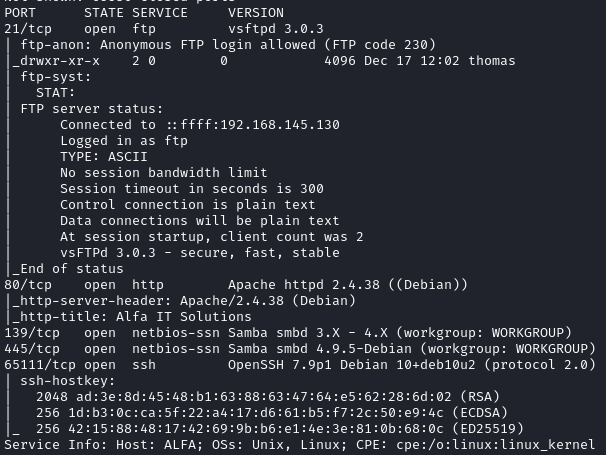 PORT      STATE SERVICE     VERSION
21/tcp    open  ftp         vsftpd 3.0.3
| ftp-anon: Anonymous FTP login allowed (FTP code 230)
|_drwxr-xr-x    2 0        0            4096 Dec 17 12:02 thomas
| ftp-syst:
|   STAT:
| FTP server status:
|      Connected to ::ffff:192.168.145.130
|      Logged in as ftp
|      TYPE: ASCII
|      No session bandwidth limit
|      Session timeout in seconds is 300
|      Control connection is plain text
|      Data connections will be plain text
|      At session startup, client count was 2
|      vsFTPd 3.0.3 - secure, fast, stable
|_End of status
80/tcp    open  http        Apache httpd 2.4.38 ((Debian))
|_http-server-header: Apache/2.4.38 (Debian)
|_http-title: Alfa IT Solutions
139/tcp   open  netbios-ssn Samba smbd 3.X - 4.X (workgroup: WORKGROUP)
445/tcp   open  netbios-ssn Samba smbd 4.9.5-Debian (workgroup: WORKGROUP)
65111/tcp open  ssh         OpenSSH 7.9p1 Debian 10+deb10u2 (protocol 2.0)
| ssh-hostkey:
|   2048 ad:3e:8d:45:48:b1:63:88:63:47:64:e5:62:28:6d:02 (RSA)
|   256 1d:b3:0c:ca:5f:22:a4:17:d6:61:b5:f7:2c:50:e9:4c (ECDSA)
|_  256 42:15:88:48:17:42:69:9b:b6:e1:4e:3e:81:0b:68:0c (ED25519)
Service Info: Host: ALFA; OSs: Unix, Linux; CPE: cpe:/o:linux:linux_kernel